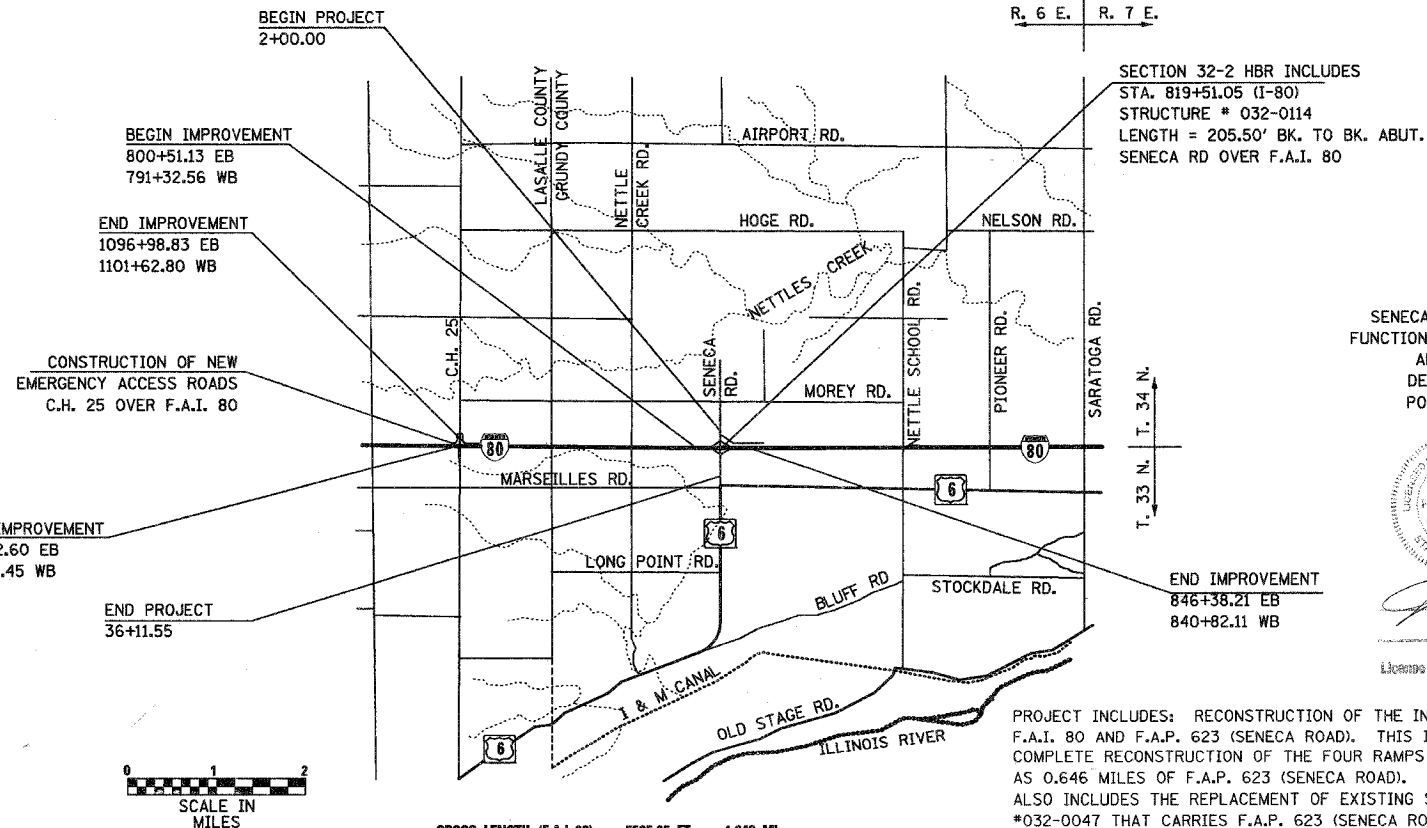 BEGIN PROJECT
2+00.00
R. 6 E. R. 7 E.
SECTION 32-2 HBR INCLUDES
STA. 819+51.05 (I-80)
STRUCTURE # 032-0114
LENGTH = 205.50' BK. TO BK. ABUT.
SENECA RD OVER F.A.I. 80
BEGIN IMPROVEMENT
800+51.13 EB
791+32.56 WB
END IMPROVEMENT
1096+98.83 EB
1101+62.80 WB
CONSTRUCTION OF NEW
EMERGENCY ACCESS ROADS
C.H. 25 OVER F.A.I. 80
IMPROVEMENT
2.60 EB
.45 WB
END PROJECT
36+11.55
LASALLE COUNTY
GRUNDY COUNTY
NETTLE
CREEK RD.
AIRPORT RD.
HOGE RD.
NELSON RD.
NETTLES CREEK
C.H. 25
SENECA
RD.
MOREY RD.
NETTLE SCHOOL RD.
PIONEER RD.
SARATOGA RD.
T. 34 N.
T. 33 N.
80
80
MARSEILLES RD.
6
6
LONG POINT RD.
BLUFF RD
STOCKDALE RD.
I & M CANAL
OLD STAGE RD.
ILLINOIS RIVER
6
END IMPROVEMENT
846+38.21 EB
840+82.11 WB
SENECA
FUNCTION
DE
PO
License
0 1 2
SCALE IN
MILES
PROJECT INCLUDES: RECONSTRUCTION OF THE IN
F.A.I. 80 AND F.A.P. 623 (SENECA ROAD). THIS I
COMPLETE RECONSTRUCTION OF THE FOUR RAMPS
AS 0.646 MILES OF F.A.P. 623 (SENECA ROAD).
ALSO INCLUDES THE REPLACEMENT OF EXISTING S
#032-0047 THAT CARRIES F.A.P. 623 (SENECA RO